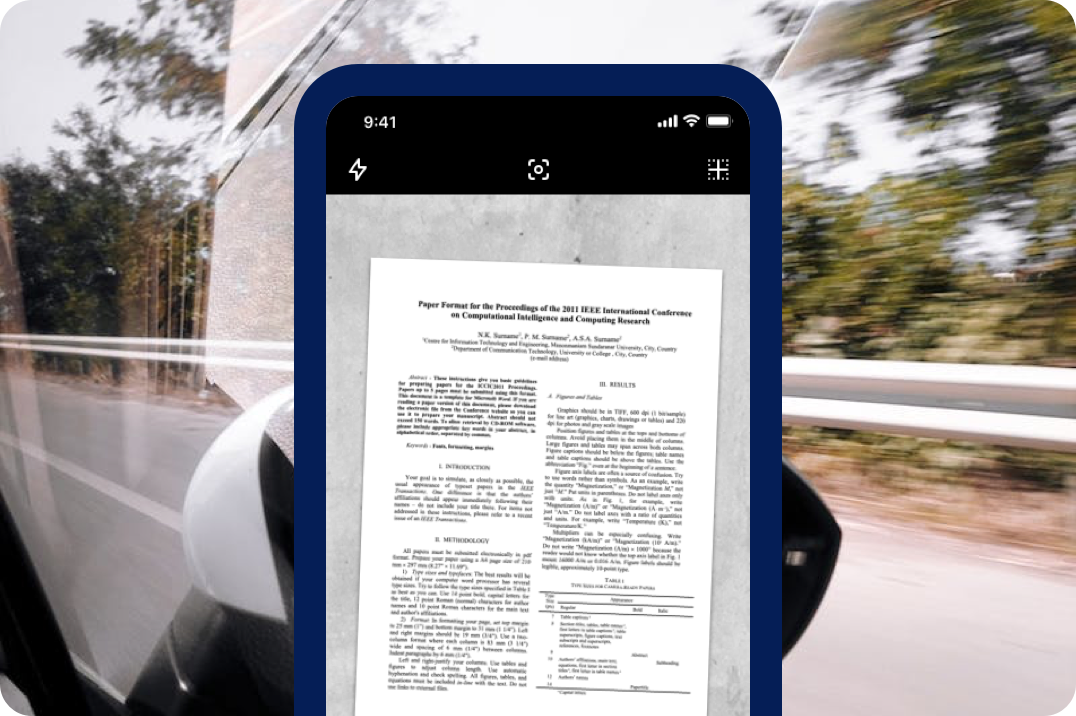 9:41
Paper Format for the Proceedings of the 2011 IEEE International Conference
on Computational Intelligence and Computing Research
N.K. Surname1, P. M. Surname2, A.S.A. Surname2
1Centre for Information Technology and Engineering, Manonmaniam Sundaranar University, City, Country
2Department of Communication Technology, University or College, City, Country
(e-mail address)
Abstract - These instructions give you basic guidelines
for preparing papers for the ICCIC2011 Proceedings.
Papers up to 5 pages must be submitted using this format.
This document is a template for Microsoft Word. If you are
reading a paper version of this document, please download
the electronic file from the Conference website so you can
use it to prepare your manuscript. Abstract should not
exceed 150 words. To allow retrieval by CD-ROM software,
please include appropriate key words in your abstract, in
alphabetical order, separated by commas.
Keywords - Fonts, formatting, margins
I. INTRODUCTION
Your goal is to simulate, as closely as possible, the
usual appearance of typeset papers in the IEEE
Transactions. One difference is that the authors'
affiliations should appear immediately following their
names – do not include your title there. For items not
addressed in these instructions, please refer to a recent
issue of an IEEE Transactions.
II. METHODOLOGY
All papers must be submitted electronically in pdf
format. Prepare your paper using a A4 page size of 210
mm × 297 mm (8.27" × 11.69").
1) Type sizes and typefaces: The best results will be
obtained if your computer word processor has several
type sizes. Try to follow the type sizes specified in Table I
as best as you can. Use 14 point bold, capital letters for
the title, 12 point Roman (normal) characters for author
names and 10 point Roman characters for the main text
and author's affiliations.
2) Format: In formatting your page, set top margin
to 25 mm (1") and bottom margin to 31 mm (1 1/4"). Left
and right margins should be 19 mm (3/4"). Use a two-
column format where each column is 83 mm (3 1/4")
wide and spacing of 6 mm (1/4") between columns.
Indent paragraphs by 6 mm (1/4").
Left and right-justify your columns. Use tables and
figures to adjust column length. Use automatic
hyphenation and check spelling. All figures, tables, and
equations must be included in-line with the text. Do not
use links to external files.
III. RESULTS
A. Figures and Tables
Graphics should be in TIFF, 600 dpi (1 bit/sample)
for line art (graphics, charts, drawings or tables) and 220
dpi for photos and gray scale images.
Position figures and tables at the tops and bottoms of
columns. Avoid placing them in the middle of columns.
Large figures and tables may span across both columns.
Figure captions should be below the figures; table names
and table captions should be above the tables. Use the
abbreviation "Fig." even at the beginning of a sentence.
Figure axis labels are often a source of confusion. Try
to use words rather than symbols. As an example, write
the quantity "Magnetization," or "Magnetization M," not
just "M." Put units in parentheses. Do not label axes only
with units. As in Fig. 1, for example, write
"Magnetization (A/m)" or "Magnetization (A m-1)," not
just "A/m." Do not label axes with a ratio of quantities
and units. For example, write "Temperature (K)," not
"Temperature/K."
Multipliers can be especially confusing. Write
"Magnetization (kA/m)" or "Magnetization (103 A/m)."
Do not write "Magnetization (A/m) × 1000" because the
reader would not know whether the top axis label in Fig. 1
meant 16000 A/m or 0.016 A/m. Figure labels should be
legible, approximately 10-point type.
TABLE I
TYPE SIZES FOR CAMERA-READY PAPERS
Type
Size
(pts)
Appearance
Regular Bold Italic
7 Table captions
8 Section titles, tables, table names,
first letters in table captions, table
superscripts, figure captions, text
subscripts and superscripts,
references, footnotes
9 Abstract
10 Authors' affiliations, main text,
equations, first letter in section
titles, first letter in table names
Subheading
12 Authors' names
14 Paper title